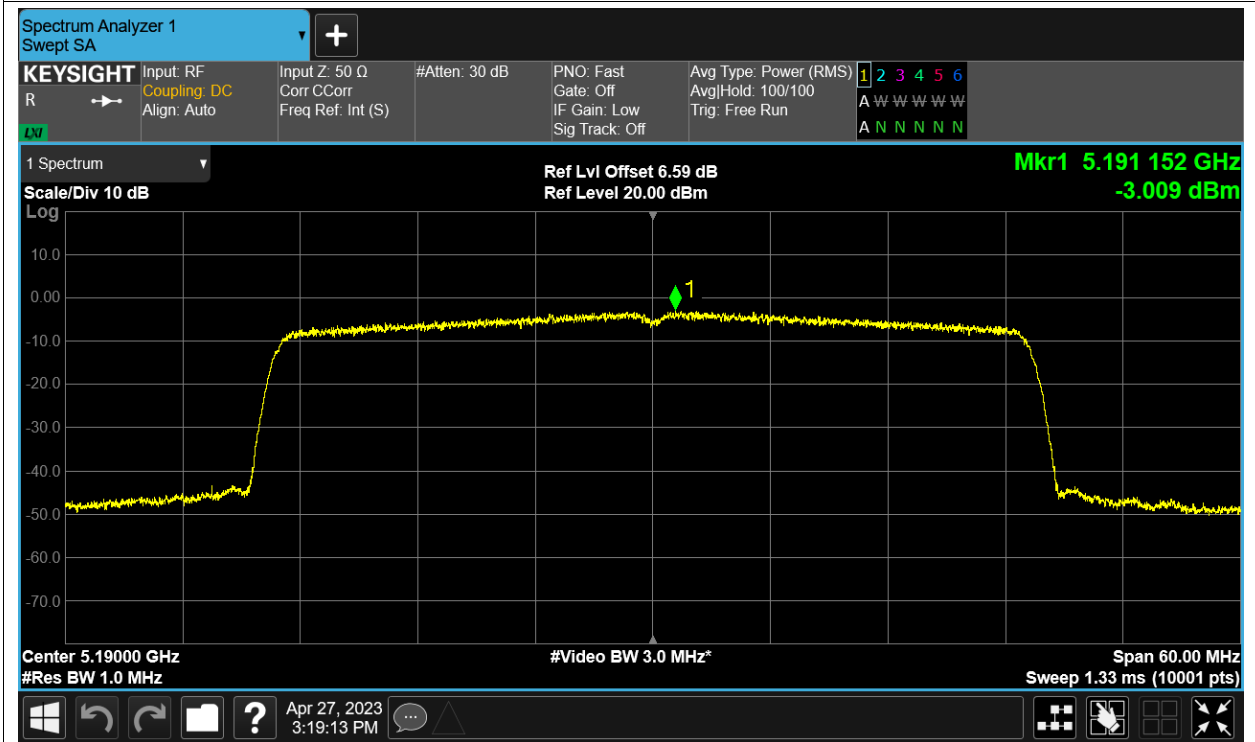 Spectrum Analyzer 1
Swept SA
KEYSIGHT
R
LXI
Input: RF
Coupling: DC
Align: Auto
Input Z: 50 Ω
Corr CCorr
Freq Ref: Int (S)
#Atten: 30 dB
PNO: Fast
Gate: Off
IF Gain: Low
Sig Track: Off
Avg Type: Power (RMS)
Avg|Hold: 100/100
Trig: Free Run
1 2 3 4 5 6
A W W W W W
A N N N N N
1 Spectrum
Scale/Div 10 dB
Log
Ref Lvl Offset 6.59 dB
Ref Level 20.00 dBm
Mkr1 5.191 152 GHz
-3.009 dBm
10.0
0.00
-10.0
-20.0
-30.0
-40.0
-50.0
-60.0
-70.0
1
Center 5.19000 GHz
#Res BW 1.0 MHz
#Video BW 3.0 MHz*
Span 60.00 MHz
Sweep 1.33 ms (10001 pts)
?
Apr 27, 2023
3:19:13 PM